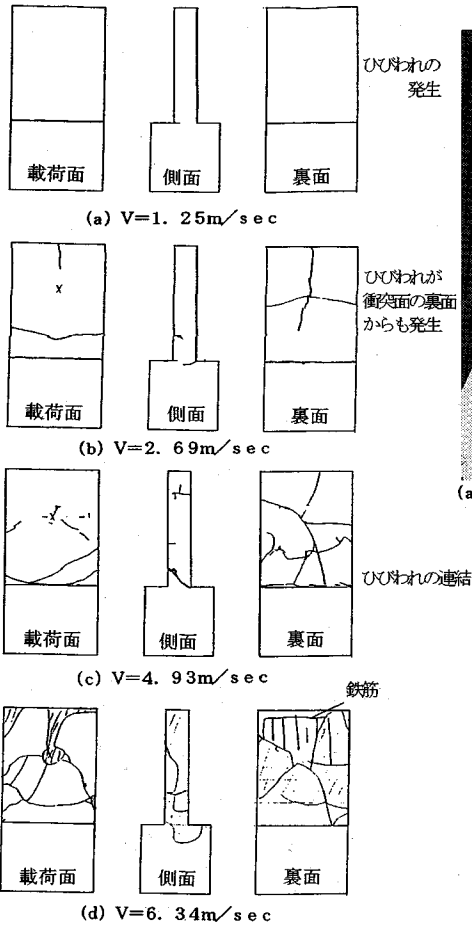 ひびわれの
発生
載荷面 側面 裏面
(a) V=1. 25m/sec
ひびわれが
衝突面の裏面
からも発生
載荷面 側面 裏面
(b) V=2. 69m/sec
(a
ひびわれの連結
載荷面 側面 裏面
(c) V=4. 93m/sec
鉄筋
載荷面 側面 裏面
(d) V=6. 34m/sec